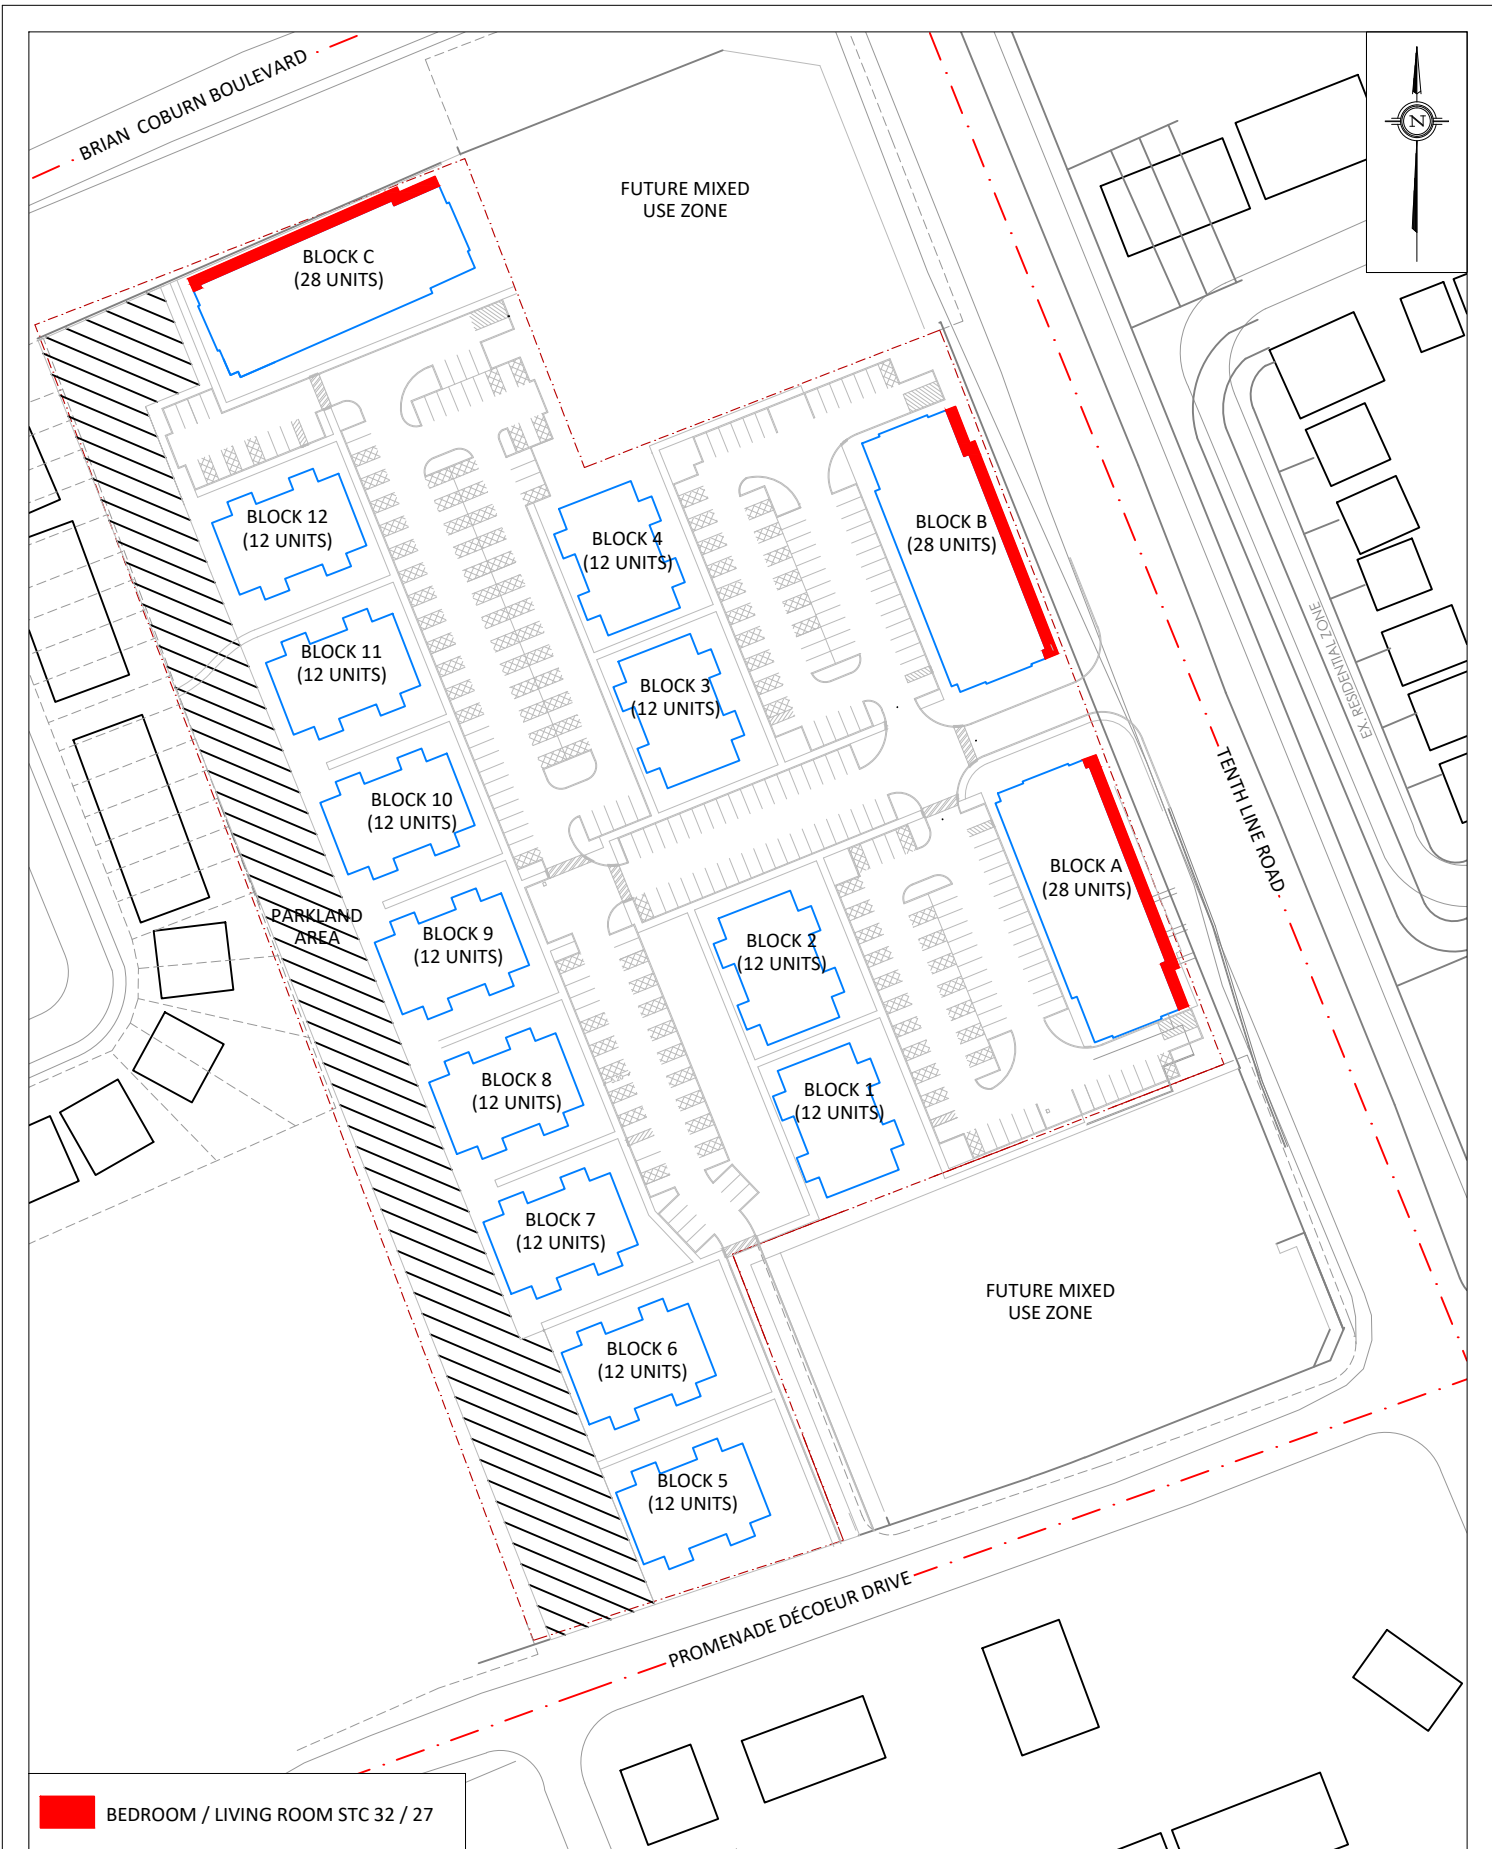 BRIAN COBURN BOULEVARD
N
FUTURE MIXED
USE ZONE
BLOCK C
(28 UNITS)
BLOCK 12
(12 UNITS)
BLOCK 4
(12 UNITS)
BLOCK B
(28 UNITS)
BLOCK 11
(12 UNITS)
BLOCK 3
(12 UNITS)
EX. RESIDENTIAL ZONE
BLOCK 10
(12 UNITS)
TENTH LINE ROAD
BLOCK A
(28 UNITS)
PARKLAND
AREA
BLOCK 9
(12 UNITS)
BLOCK 2
(12 UNITS)
BLOCK 8
(12 UNITS)
BLOCK 1
(12 UNITS)
BLOCK 7
(12 UNITS)
FUTURE MIXED
USE ZONE
BLOCK 6
(12 UNITS)
BLOCK 5
(12 UNITS)
PROMENADE DÉCOEUR DRIVE
BEDROOM / LIVING ROOM STC 32 / 27